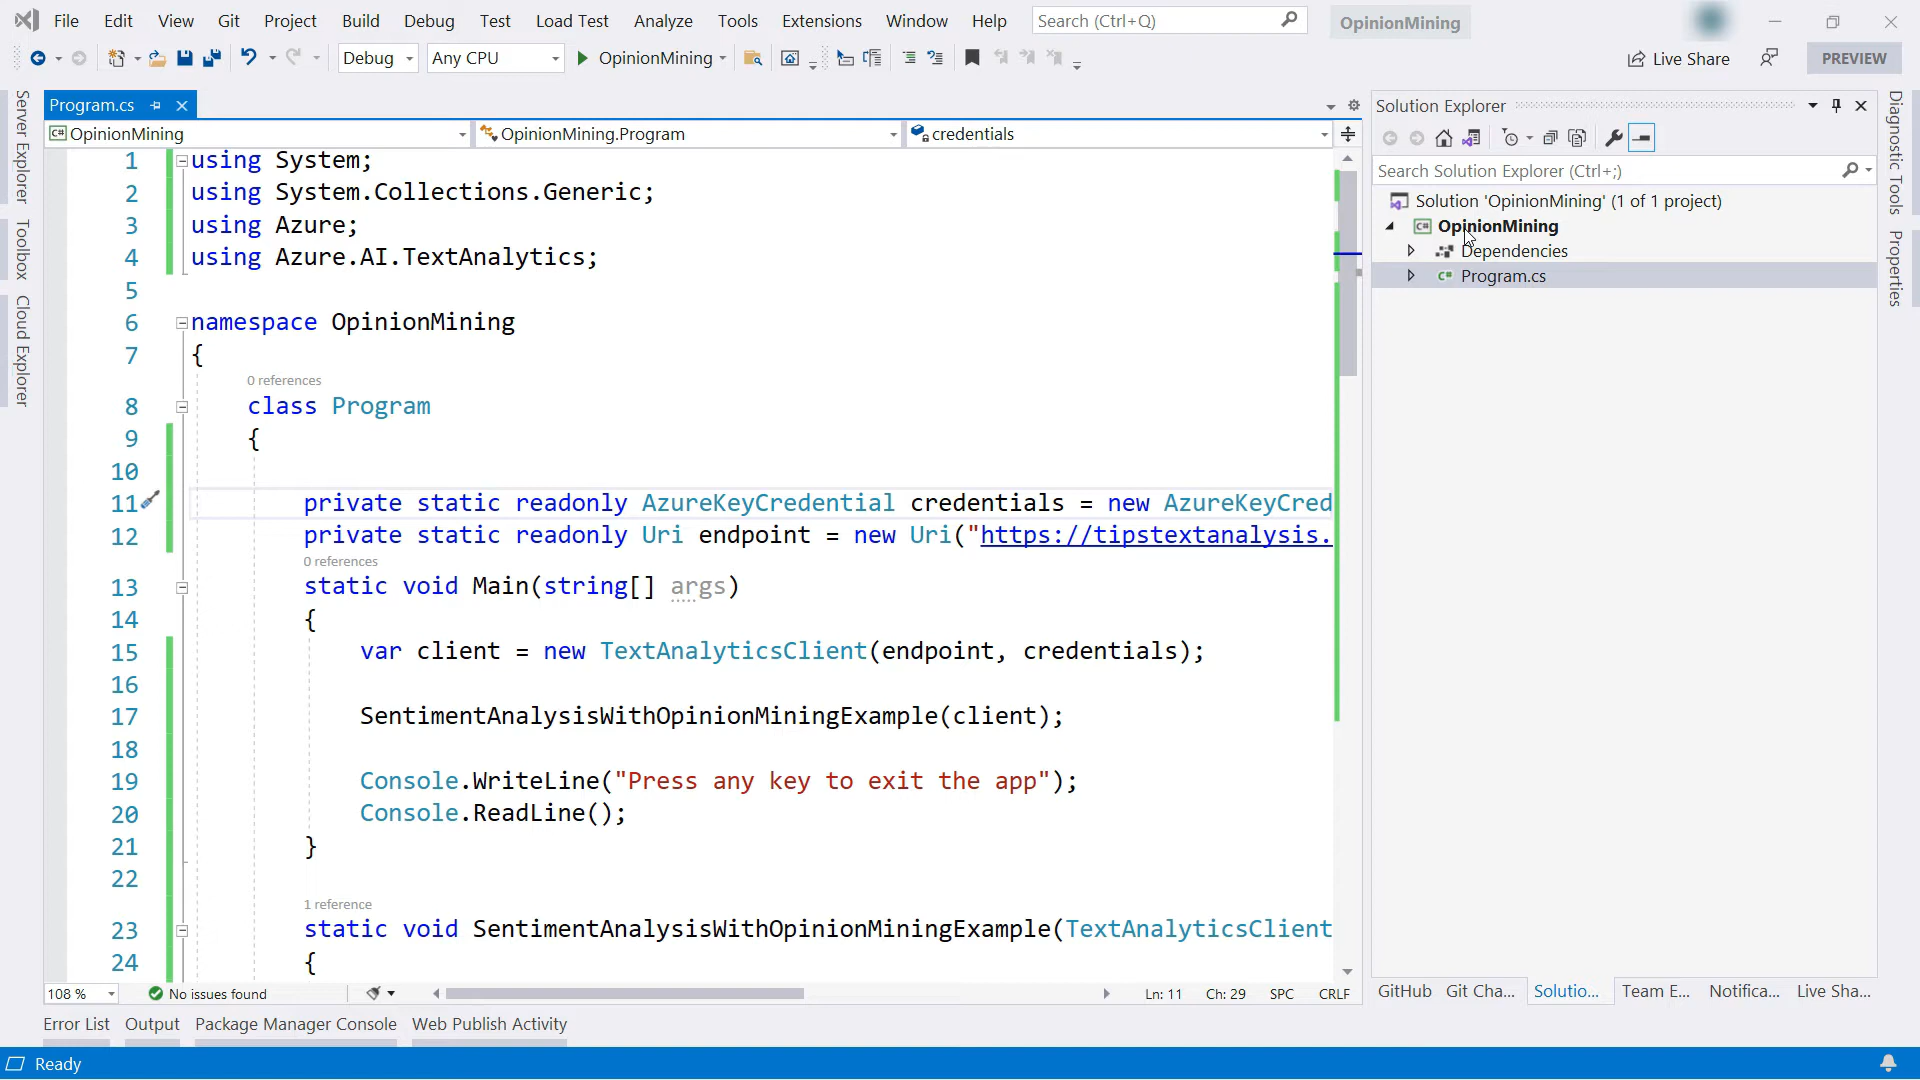 File Edit View Git Project Build Debug Test Load Test Analyze Tools Extensions Window Help Search (Ctrl+Q) OpinionMining
Debug Any CPU OpinionMining Live Share PREVIEW
Server Explorer
Toolbox
Cloud Explorer
Program.cs
OpinionMining OpinionMining.Program credentials
1 using System;
2 using System.Collections.Generic;
3 using Azure;
4 using Azure.AI.TextAnalytics;
5
6 namespace OpinionMining
7 {
0 references
8 class Program
9 {
10
11 private static readonly AzureKeyCredential credentials = new AzureKeyCred
12 private static readonly Uri endpoint = new Uri("https://tipstextanalysis.
0 references
13 static void Main(string[] args)
14 {
15 var client = new TextAnalyticsClient(endpoint, credentials);
16
17 SentimentAnalysisWithOpinionMiningExample(client);
18
19 Console.WriteLine("Press any key to exit the app");
20 Console.ReadLine();
21 }
22
1 reference
23 static void SentimentAnalysisWithOpinionMiningExample(TextAnalyticsClient
24 {
108 % No issues found Ln: 11 Ch: 29 SPC CRLF
Solution Explorer
Search Solution Explorer (Ctrl+;)
Solution 'OpinionMining' (1 of 1 project)
C# OpinionMining
Dependencies
C# Program.cs
GitHub Git Cha... Solutio... Team E... Notifica... Live Sha...
Diagnostic Tools
Properties
Error List Output Package Manager Console Web Publish Activity
Ready